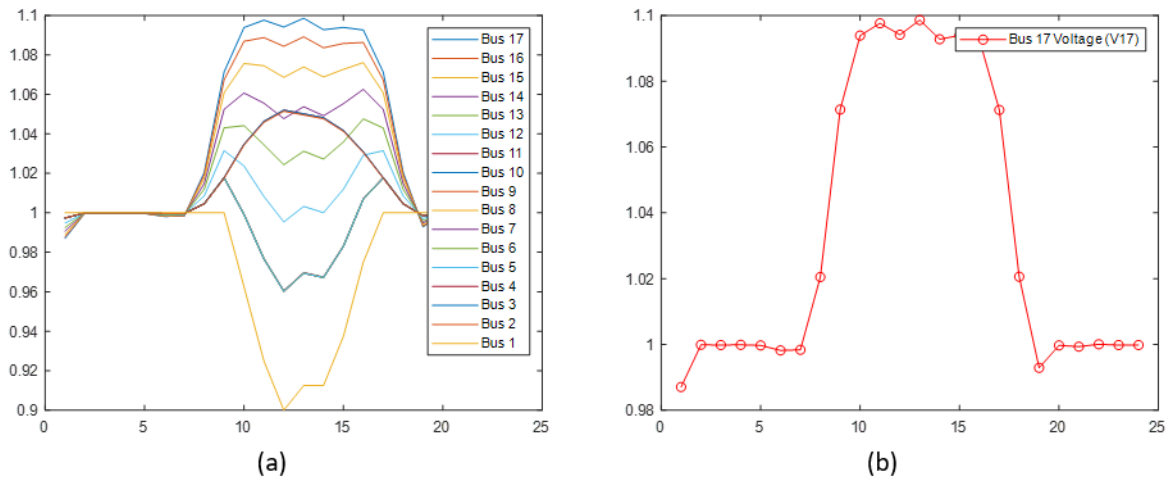 1.1
1.08
1.06
1.04
1.02
1
0.98
0.96
0.94
0.92
0.9
0 5 10 15 20 25
Bus 17
Bus 16
Bus 15
Bus 14
Bus 13
Bus 12
Bus 11
Bus 10
Bus 9
Bus 8
Bus 7
Bus 6
Bus 5
Bus 4
Bus 3
Bus 2
Bus 1
(a)
1.1
1.08
1.06
1.04
1.02
1
0.98
0 5 10 15 20 25
Bus 17 Voltage (V17)
(b)